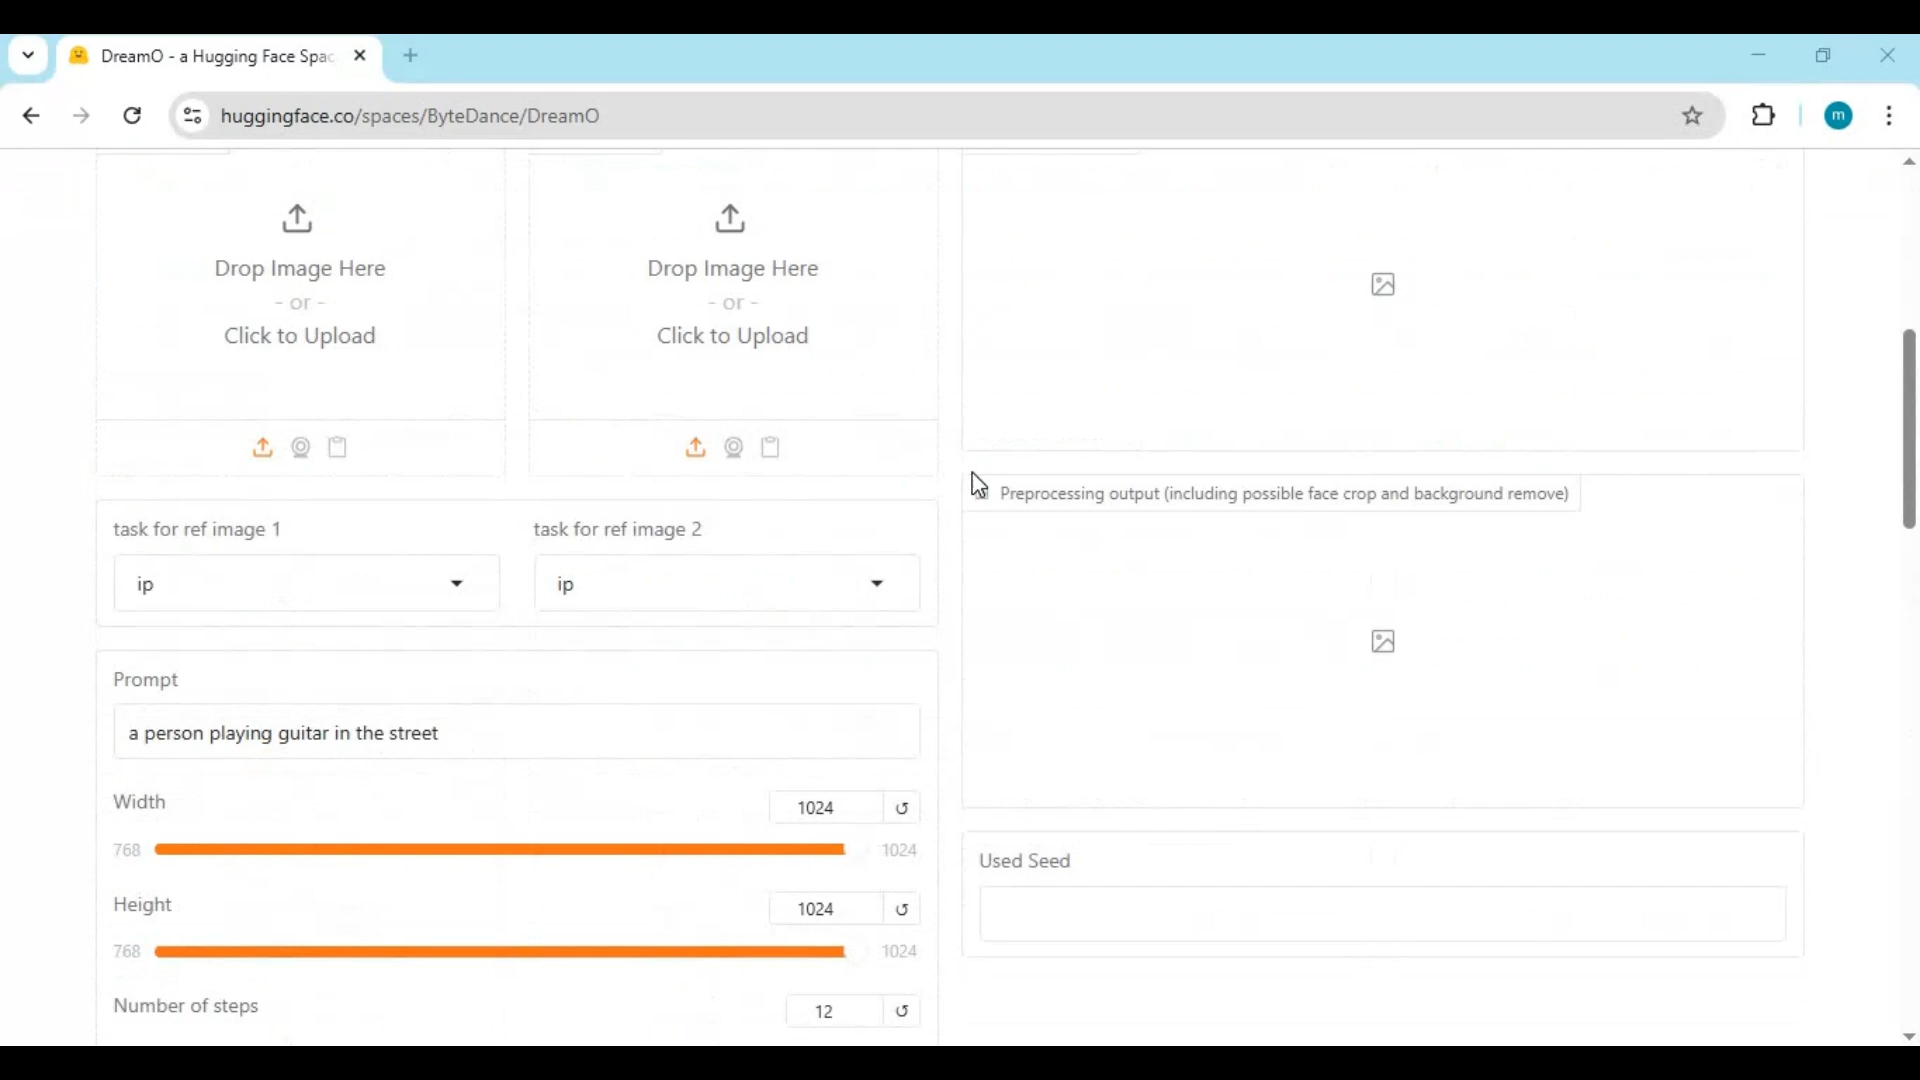 DreamO - a Hugging Face Spac
huggingface.co/spaces/ByteDance/DreamO
m
Drop Image Here
- or -
Click to Upload
Drop Image Here
- or -
Click to Upload
Preprocessing output (including possible face crop and background remove)
task for ref image 1
task for ref image 2
ip
ip
Prompt
a person playing guitar in the street
Width
1024
768
1024
Height
1024
768
1024
Number of steps
12
Used Seed